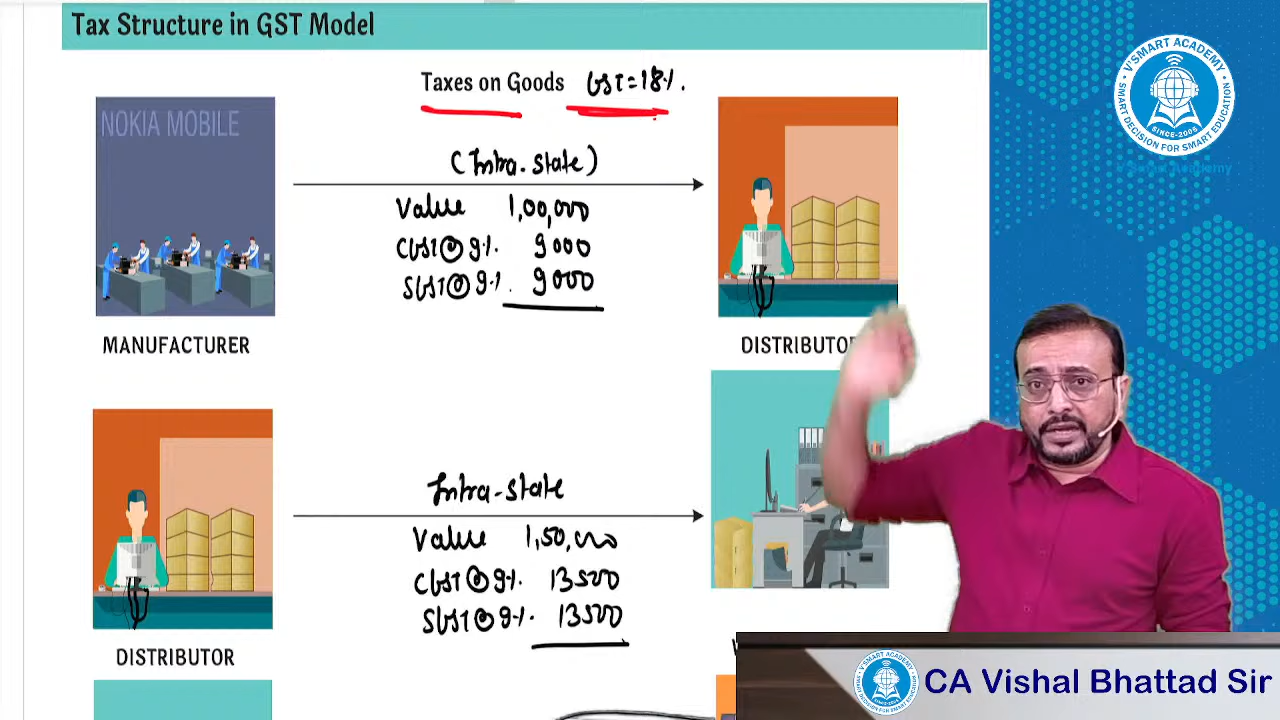 Tax Structure in GST Model
Taxes on Goods GST=18%.
NOKIA MOBILE
(Intra-state)
Value 1,00,000
CGST@9%. 9000
SGST@9%. 9000
MANUFACTURER
DISTRIBUTOR
Intra-state
Value 1,50,000
CGST@9%. 13500
SGST@9%. 13500
DISTRIBUTOR
V'SMART ACADEMY
SMART DECISION FOR SMART EDUCATION
SINCE-2005
V'Smart Academy
CA Vishal Bhattad Sir